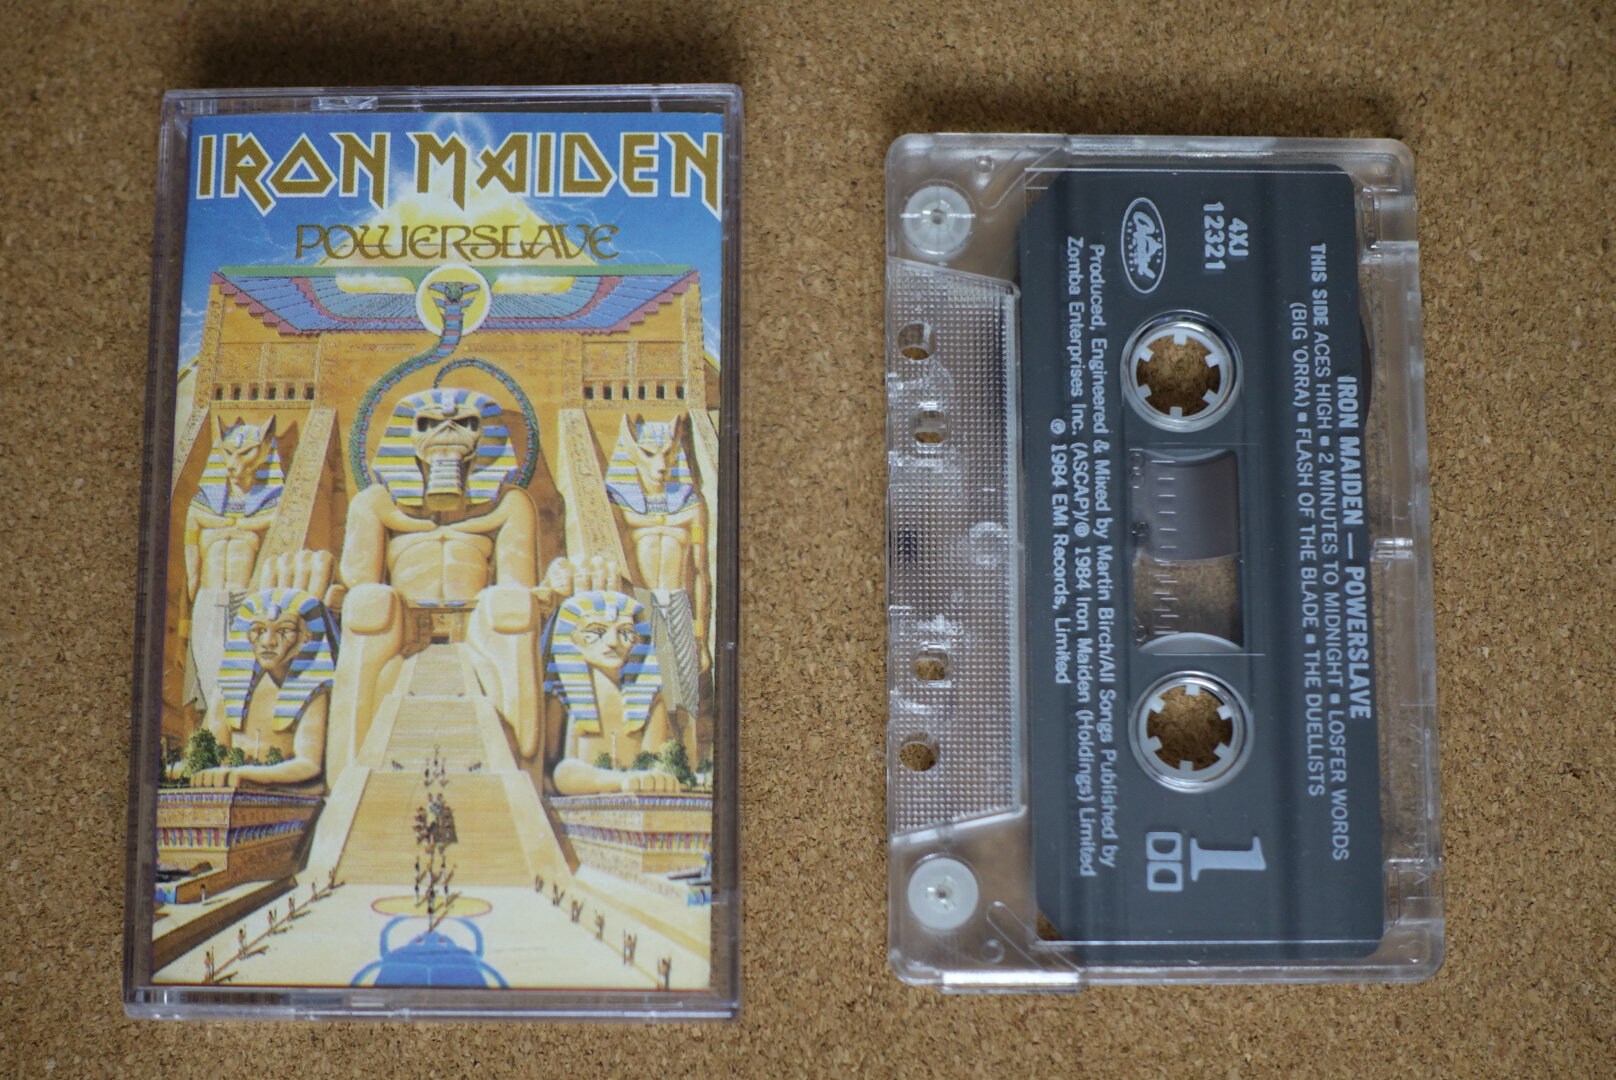 IRON MAIDEN
POWERSLAVE
IRON MAIDEN — POWERSLAVE
THIS SIDE ACES HIGH ▪ 2 MINUTES TO MIDNIGHT ▪ LOSFER WORDS
(BIG 'ORRA) ▪ FLASH OF THE BLADE ▪ THE DUELLISTS
4XJ
12321
Capitol
1
Produced, Engineered & Mixed by Martin Birch/All Songs Published by
Zomba Enterprises Inc. (ASCAP)/℗ 1984 Iron Maiden (Holdings) Limited
℗ 1984 EMI Records, Limited